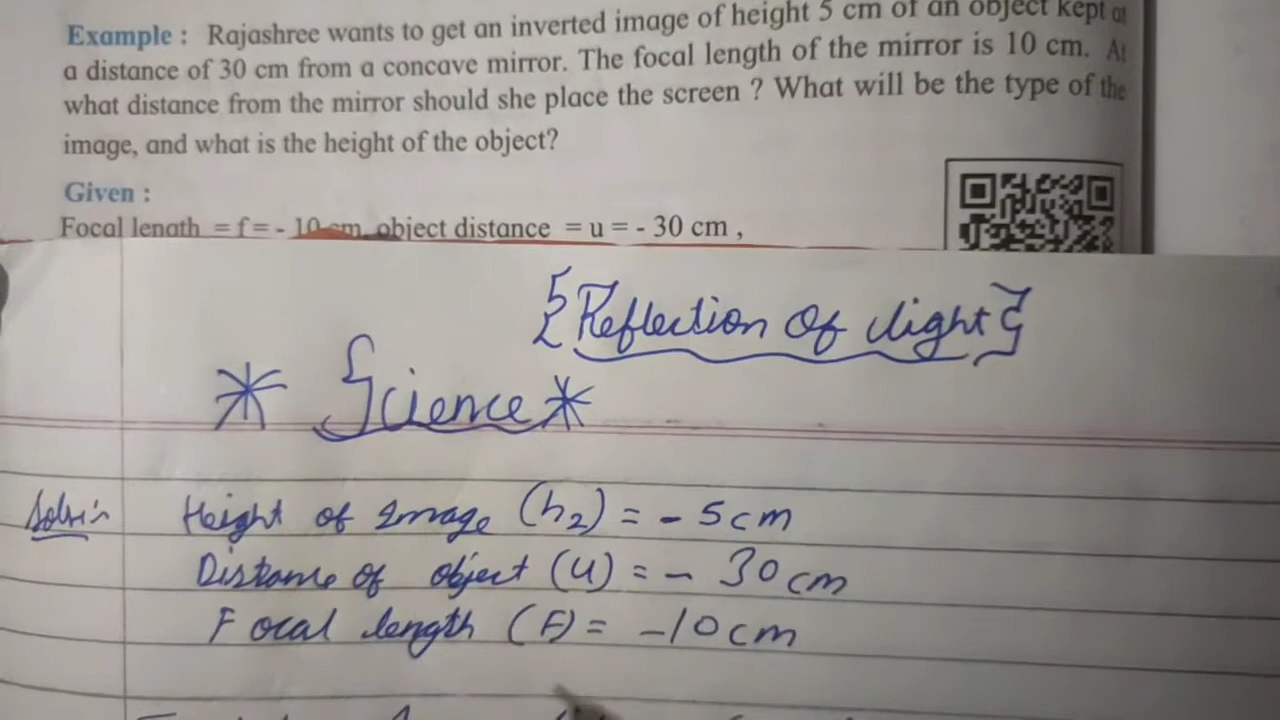 Example : Rajashree wants to get an inverted image of height 5 cm of an object kept at
a distance of 30 cm from a concave mirror. The focal length of the mirror is 10 cm. At
what distance from the mirror should she place the screen ? What will be the type of the
image, and what is the height of the object?
Given :
Focal length = f = - 10 cm, object distance = u = - 30 cm ,
{Reflection Of light}
* Science *
Height of Image (h₂) = - 5cm
Distance of object (u) = - 30 cm
Focal length (F) = -10cm